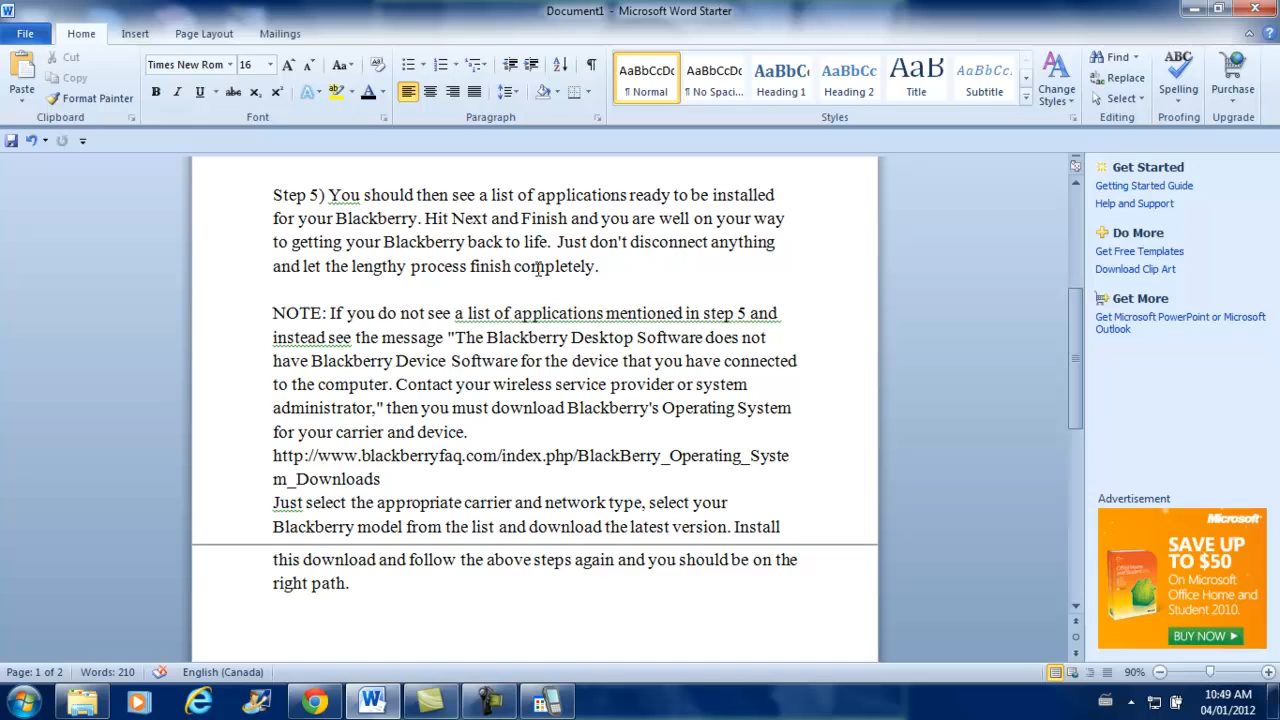 Document1 - Microsoft Word Starter
File Home Insert Page Layout Mailings
Paste
Cut
Copy
Format Painter
Clipboard
Times New Rom 16
Font
Paragraph
AaBbCcDc AaBbCcDc AaBbCc AaBbCc AaB AaBbCcDc
¶ Normal ¶ No Spaci... Heading 1 Heading 2 Title Subtitle
Change Styles
Styles
Find
Replace
Select
Editing
ABC
Spelling
Proofing
Purchase
Upgrade
Step 5) You should then see a list of applications ready to be installed
for your Blackberry. Hit Next and Finish and you are well on your way
to getting your Blackberry back to life. Just don't disconnect anything
and let the lengthy process finish completely.
NOTE: If you do not see a list of applications mentioned in step 5 and
instead see the message "The Blackberry Desktop Software does not
have Blackberry Device Software for the device that you have connected
to the computer. Contact your wireless service provider or system
administrator," then you must download Blackberry's Operating System
for your carrier and device.
http://www.blackberryfaq.com/index.php/BlackBerry_Operating_Syste
m_Downloads
Just select the appropriate carrier and network type, select your
Blackberry model from the list and download the latest version. Install
this download and follow the above steps again and you should be on the
right path.
Get Started
Getting Started Guide
Help and Support
Do More
Get Free Templates
Download Clip Art
Get More
Get Microsoft PowerPoint or Microsoft
Outlook
Advertisement
Microsoft
SAVE UP
TO $50
On Microsoft
Office Home and
Student 2010.
BUY NOW
Page: 1 of 2 Words: 210 English (Canada) 90%
10:49 AM
04/01/2012